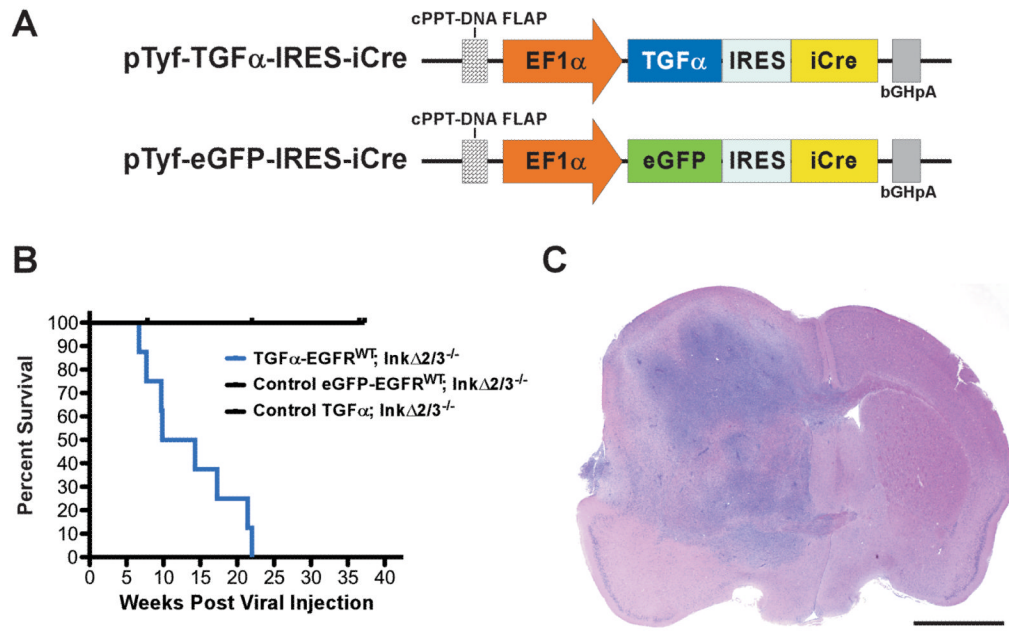 A
cPPT-DNA FLAP
pTyf-TGFα-IRES-iCre
EF1α
TGFα
IRES
iCre
bGHpA
cPPT-DNA FLAP
pTyf-eGFP-IRES-iCre
EF1α
eGFP
IRES
iCre
bGHpA
B
Percent Survival
100
90
80
70
60
50
40
30
20
10
0
TGFα-EGFRᵂᵀ; InkΔ2/3⁻/⁻
Control eGFP-EGFRᵂᵀ; InkΔ2/3⁻/⁻
Control TGFα; InkΔ2/3⁻/⁻
0 5 10 15 20 25 30 35 40
Weeks Post Viral Injection
C